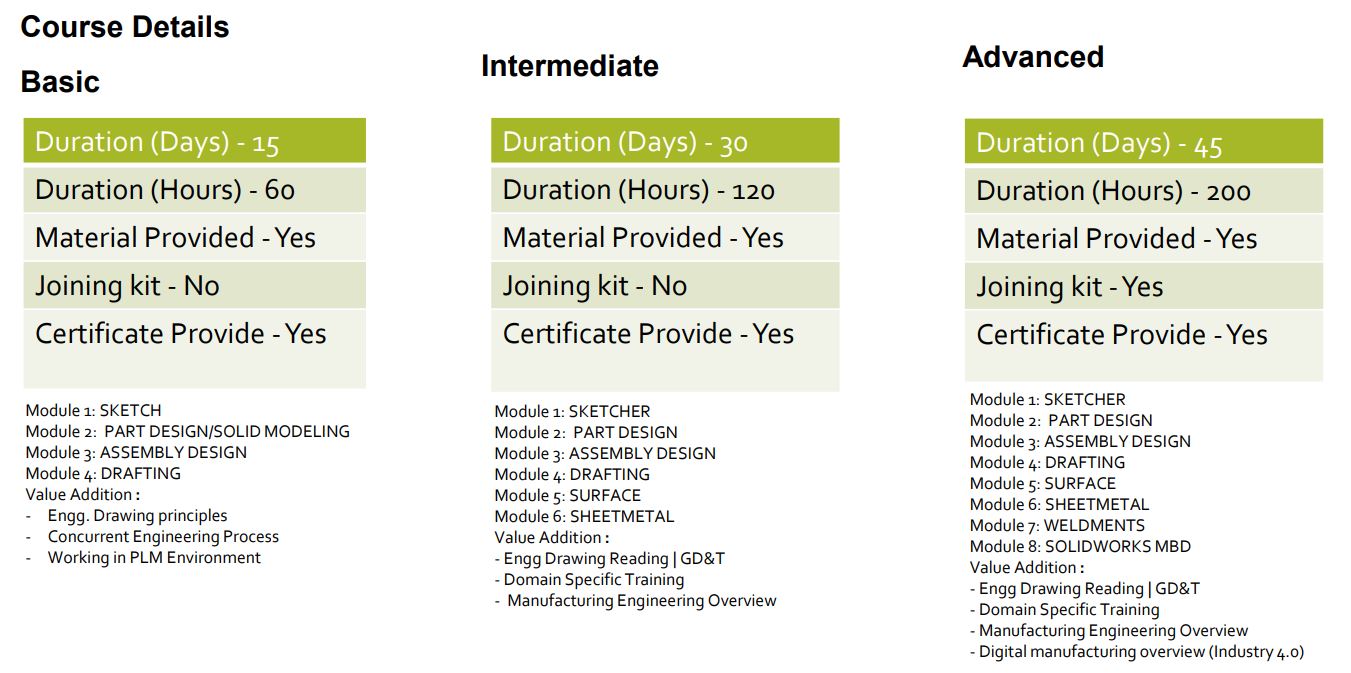 Course Details
Basic
Duration (Days) - 15
Duration (Hours) - 60
Material Provided - Yes
Joining kit - No
Certificate Provide - Yes
Module 1: SKETCH
Module 2:  PART DESIGN/SOLID MODELING
Module 3: ASSEMBLY DESIGN
Module 4: DRAFTING
Value Addition :
- Engg. Drawing principles
- Concurrent Engineering Process
- Working in PLM Environment
Intermediate
Duration (Days) - 30
Duration (Hours) - 120
Material Provided - Yes
Joining kit - No
Certificate Provide - Yes
Module 1: SKETCHER
Module 2:  PART DESIGN
Module 3: ASSEMBLY DESIGN
Module 4: DRAFTING
Module 5: SURFACE
Module 6: SHEETMETAL
Value Addition :
- Engg Drawing Reading | GD&T
- Domain Specific Training
-  Manufacturing Engineering Overview
Advanced
Duration (Days) - 45
Duration (Hours) - 200
Material Provided - Yes
Joining kit - Yes
Certificate Provide - Yes
Module 1: SKETCHER
Module 2:  PART DESIGN
Module 3: ASSEMBLY DESIGN
Module 4: DRAFTING
Module 5: SURFACE
Module 6: SHEETMETAL
Module 7: WELDMENTS
Module 8: SOLIDWORKS MBD
Value Addition :
- Engg Drawing Reading | GD&T
- Domain Specific Training
- Manufacturing Engineering Overview
- Digital manufacturing overview (Industry 4.0)